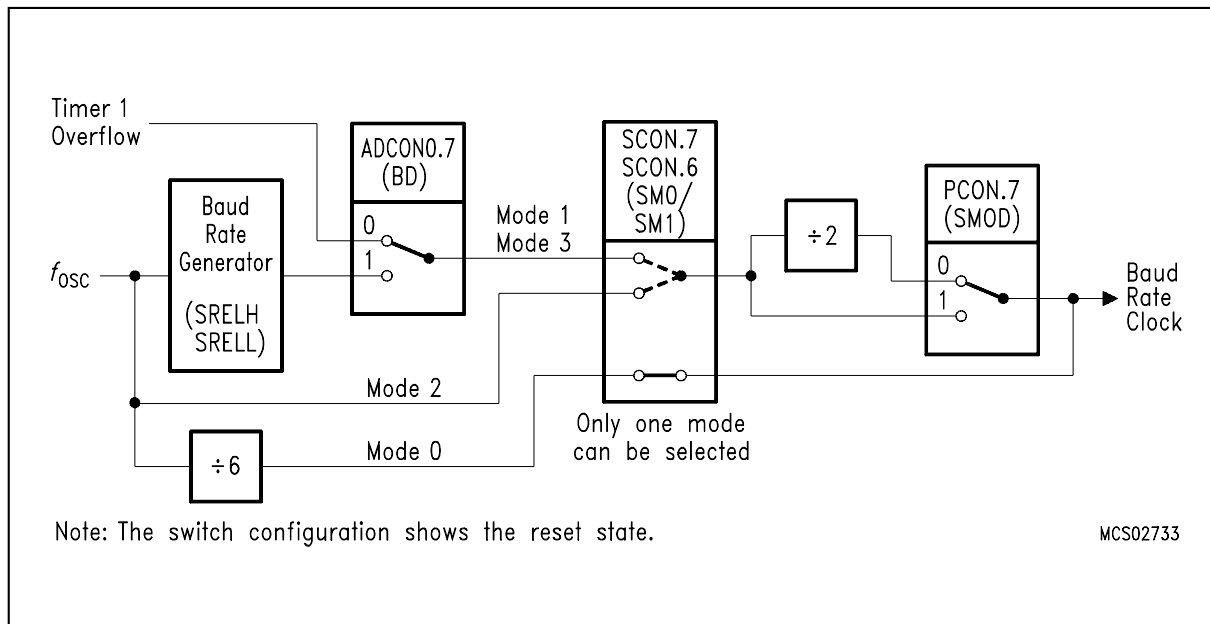 Timer 1
Overflow
ADCON0.7
(BD)
0
1
Baud
Rate
Generator
(SRELH
SRELL)
fOSC
Mode 1
Mode 3
Mode 2
÷6
Mode 0
SCON.7
SCON.6
(SM0/
SM1)
Only one mode
can be selected
÷2
PCON.7
(SMOD)
0
1
Baud
Rate
Clock
Note: The switch configuration shows the reset state.
MCS02733